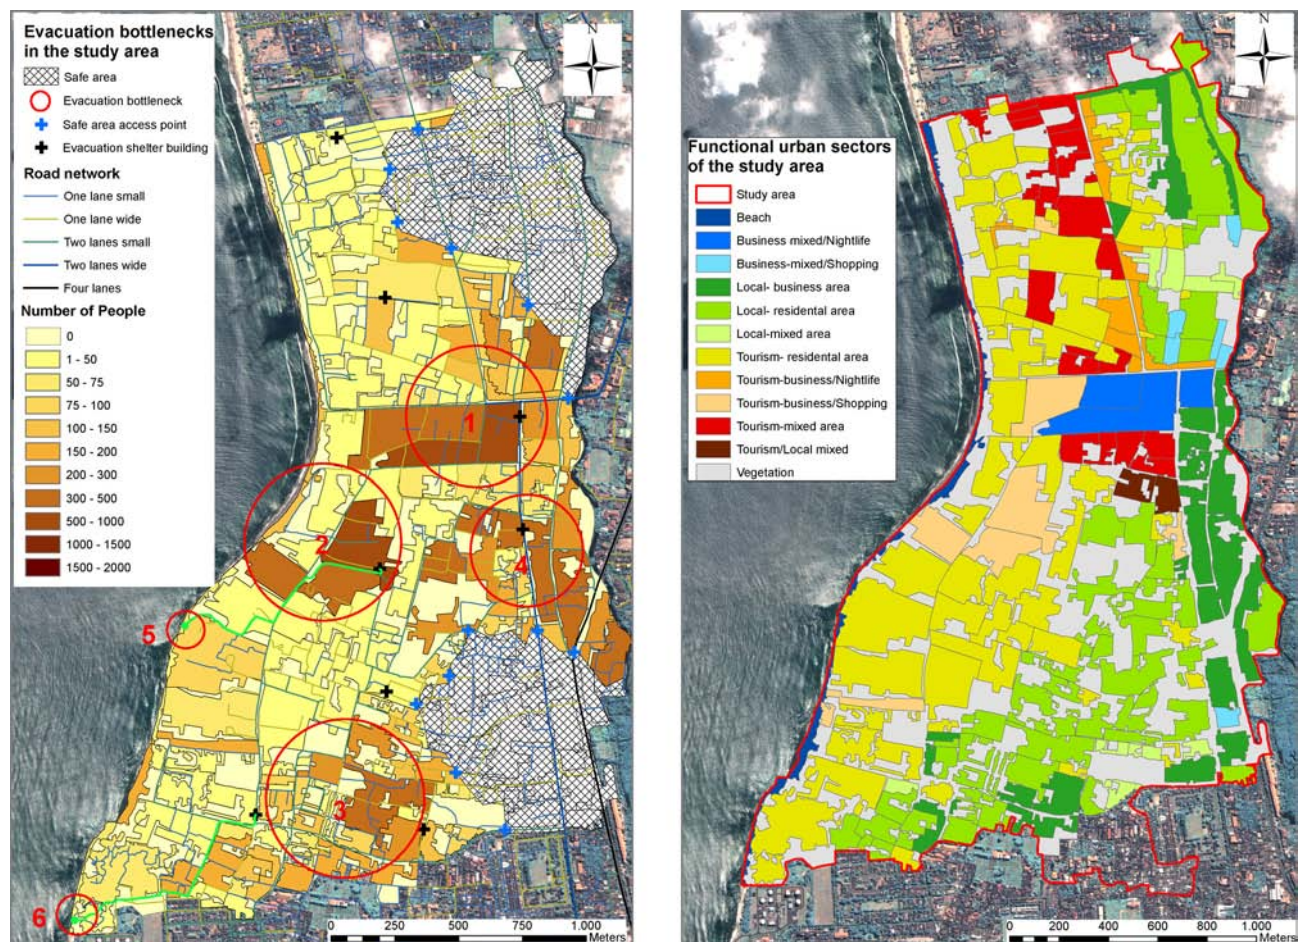 Evacuation bottlenecks
in the study area
Safe area
Evacuation bottleneck
Safe area access point
Evacuation shelter building
Road network
One lane small
One lane wide
Two lanes small
Two lanes wide
Four lanes
Number of People
0
1 - 50
50 - 75
75 - 100
100 - 150
150 - 200
200 - 300
300 - 500
500 - 1000
1000 - 1500
1500 - 2000
N
1
2
4
5
3
6
0 250 500 750 1.000
Meters
N
Functional urban sectors
of the study area
Study area
Beach
Business mixed/Nightlife
Business-mixed/Shopping
Local- business area
Local- residental area
Local-mixed area
Tourism- residental area
Tourism-business/Nightlife
Tourism-business/Shopping
Tourism-mixed area
Tourism/Local mixed
Vegetation
0 200 400 600 800 1.000
Meters